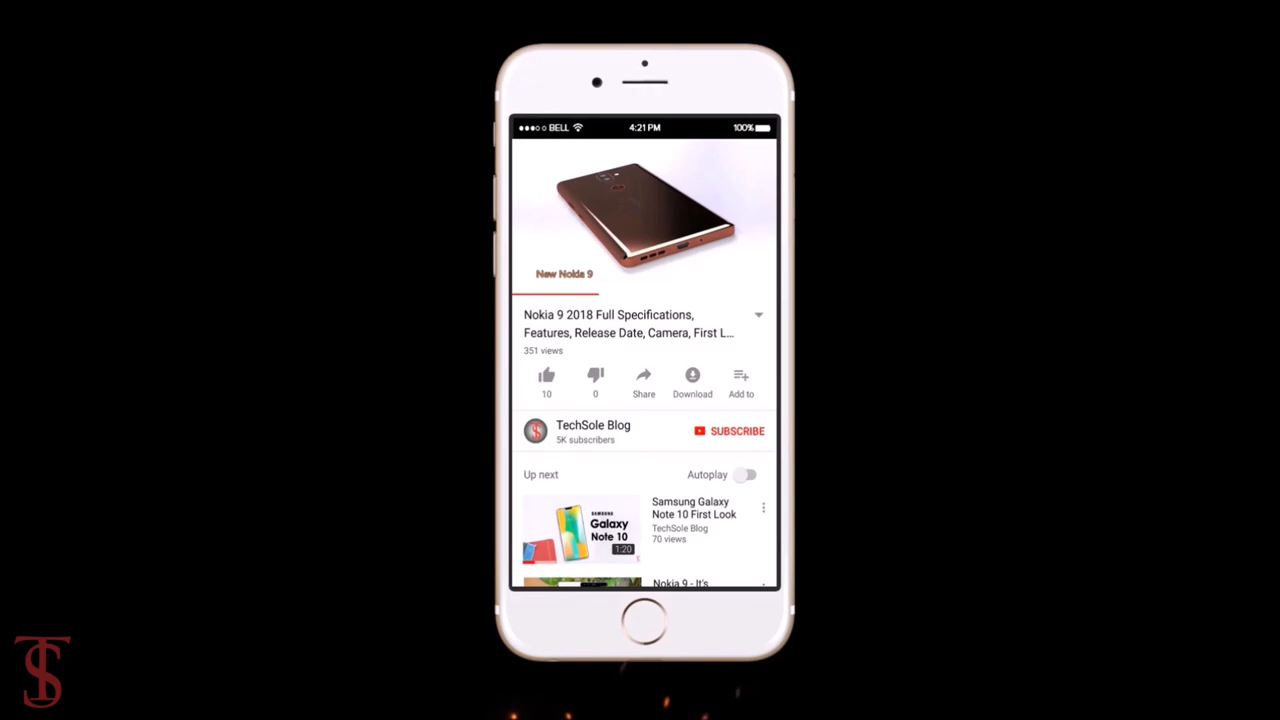 BELL
4:21 PM
100%
New Nokia 9
Nokia 9 2018 Full Specifications,
Features, Release Date, Camera, First L...
351 views
10
0
Share
Download
Add to
TechSole Blog
5K subscribers
SUBSCRIBE
Up next
Autoplay
SAMSUNG
Galaxy
Note 10
1:20
Samsung Galaxy
Note 10 First Look
TechSole Blog
70 views
Nokia 9 - It's
TS